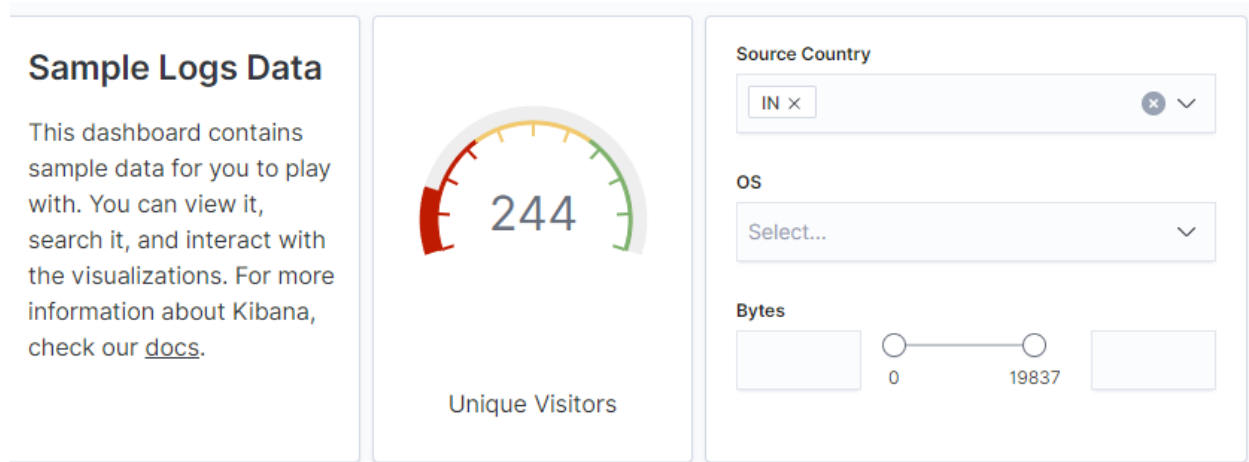 Sample Logs Data
This dashboard contains
sample data for you to play
with. You can view it,
search it, and interact with
the visualizations. For more
information about Kibana,
check our docs.
244
Unique Visitors
Source Country
IN ×
OS
Select...
Bytes
0 19837